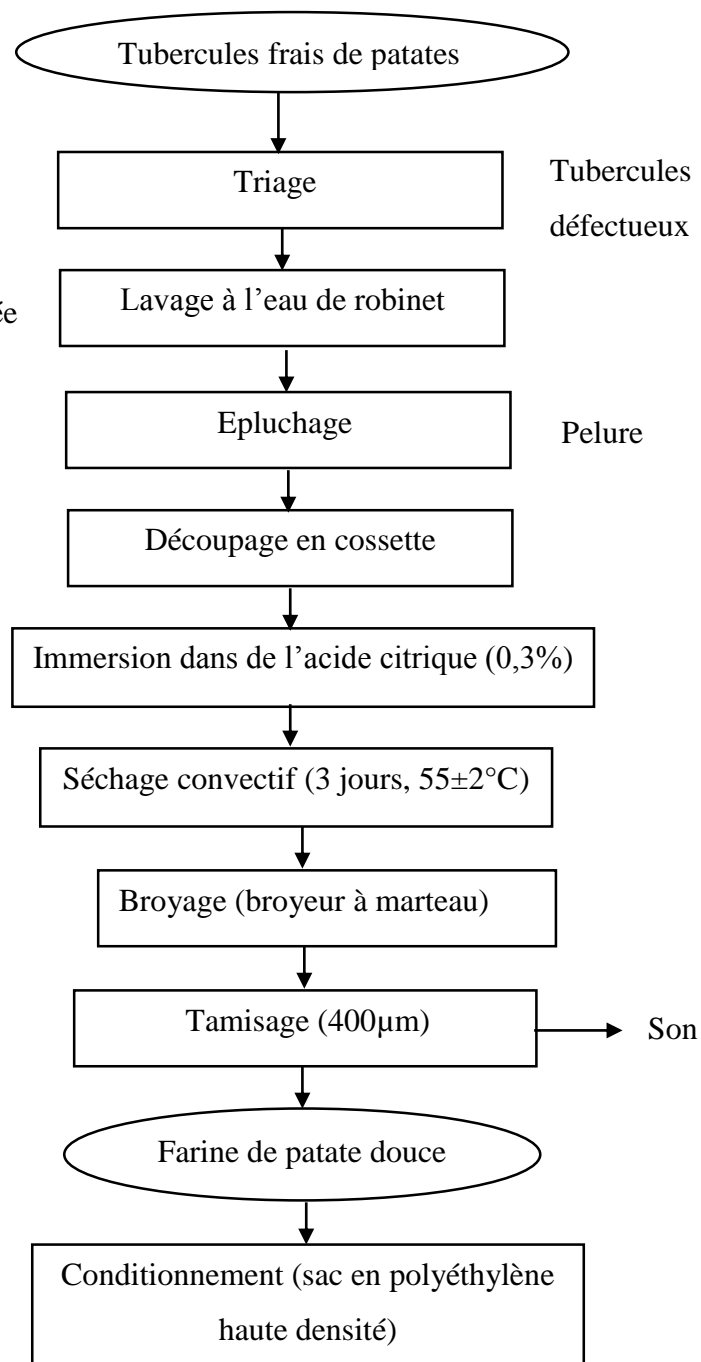 Tubercules frais de patates
Triage
Tubercules
défectueux
Lavage à l’eau de robinet
Epluchage
Pelure
Découpage en cossette
Immersion dans de l’acide citrique (0,3%)
Séchage convectif (3 jours, 55±2°C)
Broyage (broyeur à marteau)
Tamisage (400µm)
Son
Farine de patate douce
Conditionnement (sac en polyéthylène
haute densité)